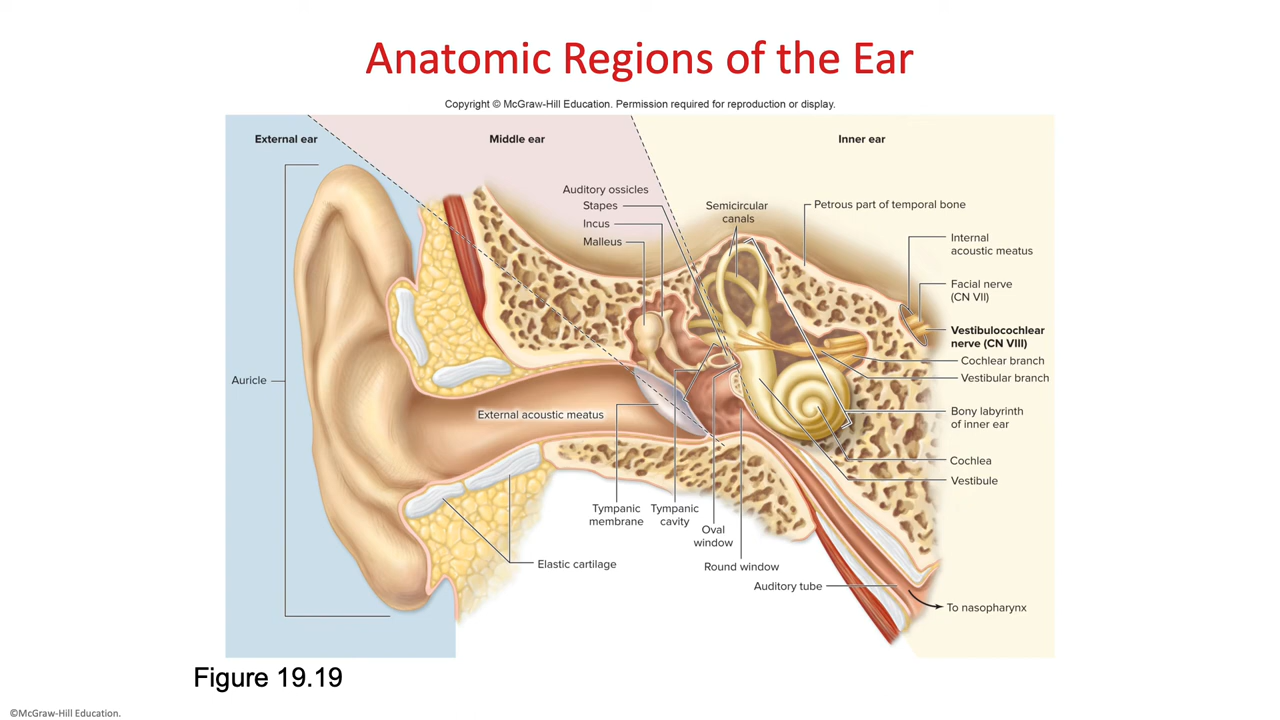 Anatomic Regions of the Ear
Copyright © McGraw-Hill Education. Permission required for reproduction or display.
External ear
Middle ear
Inner ear
Auditory ossicles
Stapes
Incus
Malleus
Semicircular
canals
Petrous part of temporal bone
Internal
acoustic meatus
Facial nerve
(CN VII)
Vestibulocochlear
nerve (CN VIII)
Cochlear branch
Vestibular branch
Auricle
External acoustic meatus
Bony labyrinth
of inner ear
Cochlea
Vestibule
Tympanic
membrane
Tympanic
cavity
Oval
window
Round window
Elastic cartilage
Auditory tube
To nasopharynx
Figure 19.19
©McGraw-Hill Education.